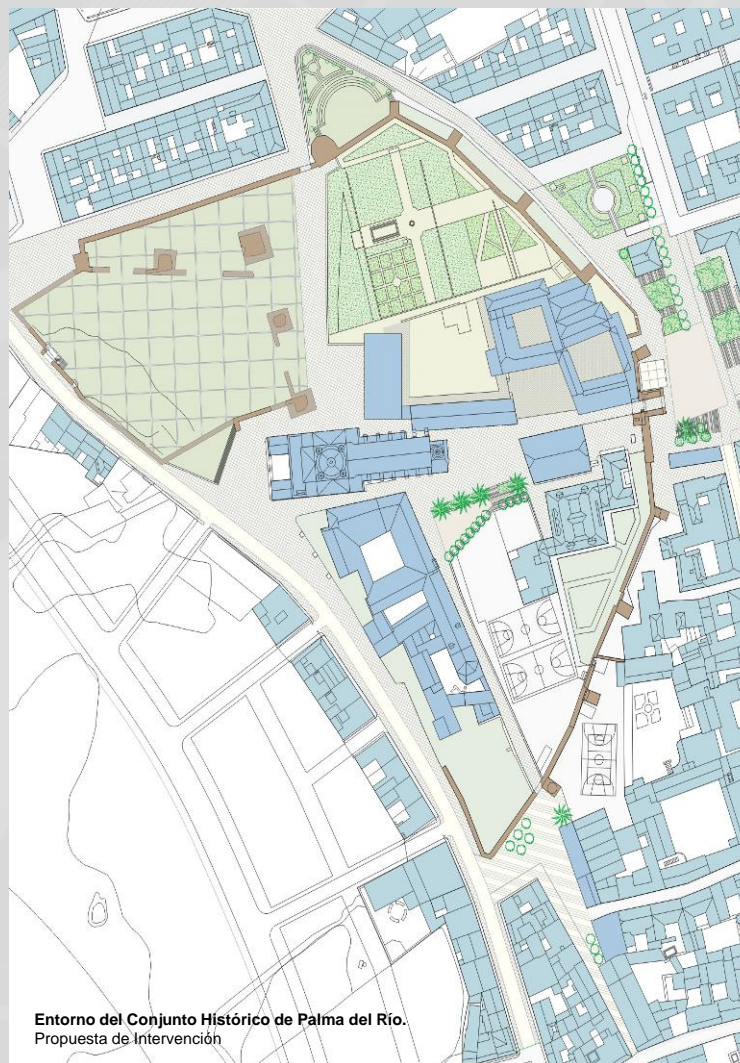 Entorno del Conjunto Histórico de Palma del Río.
Propuesta de Intervención